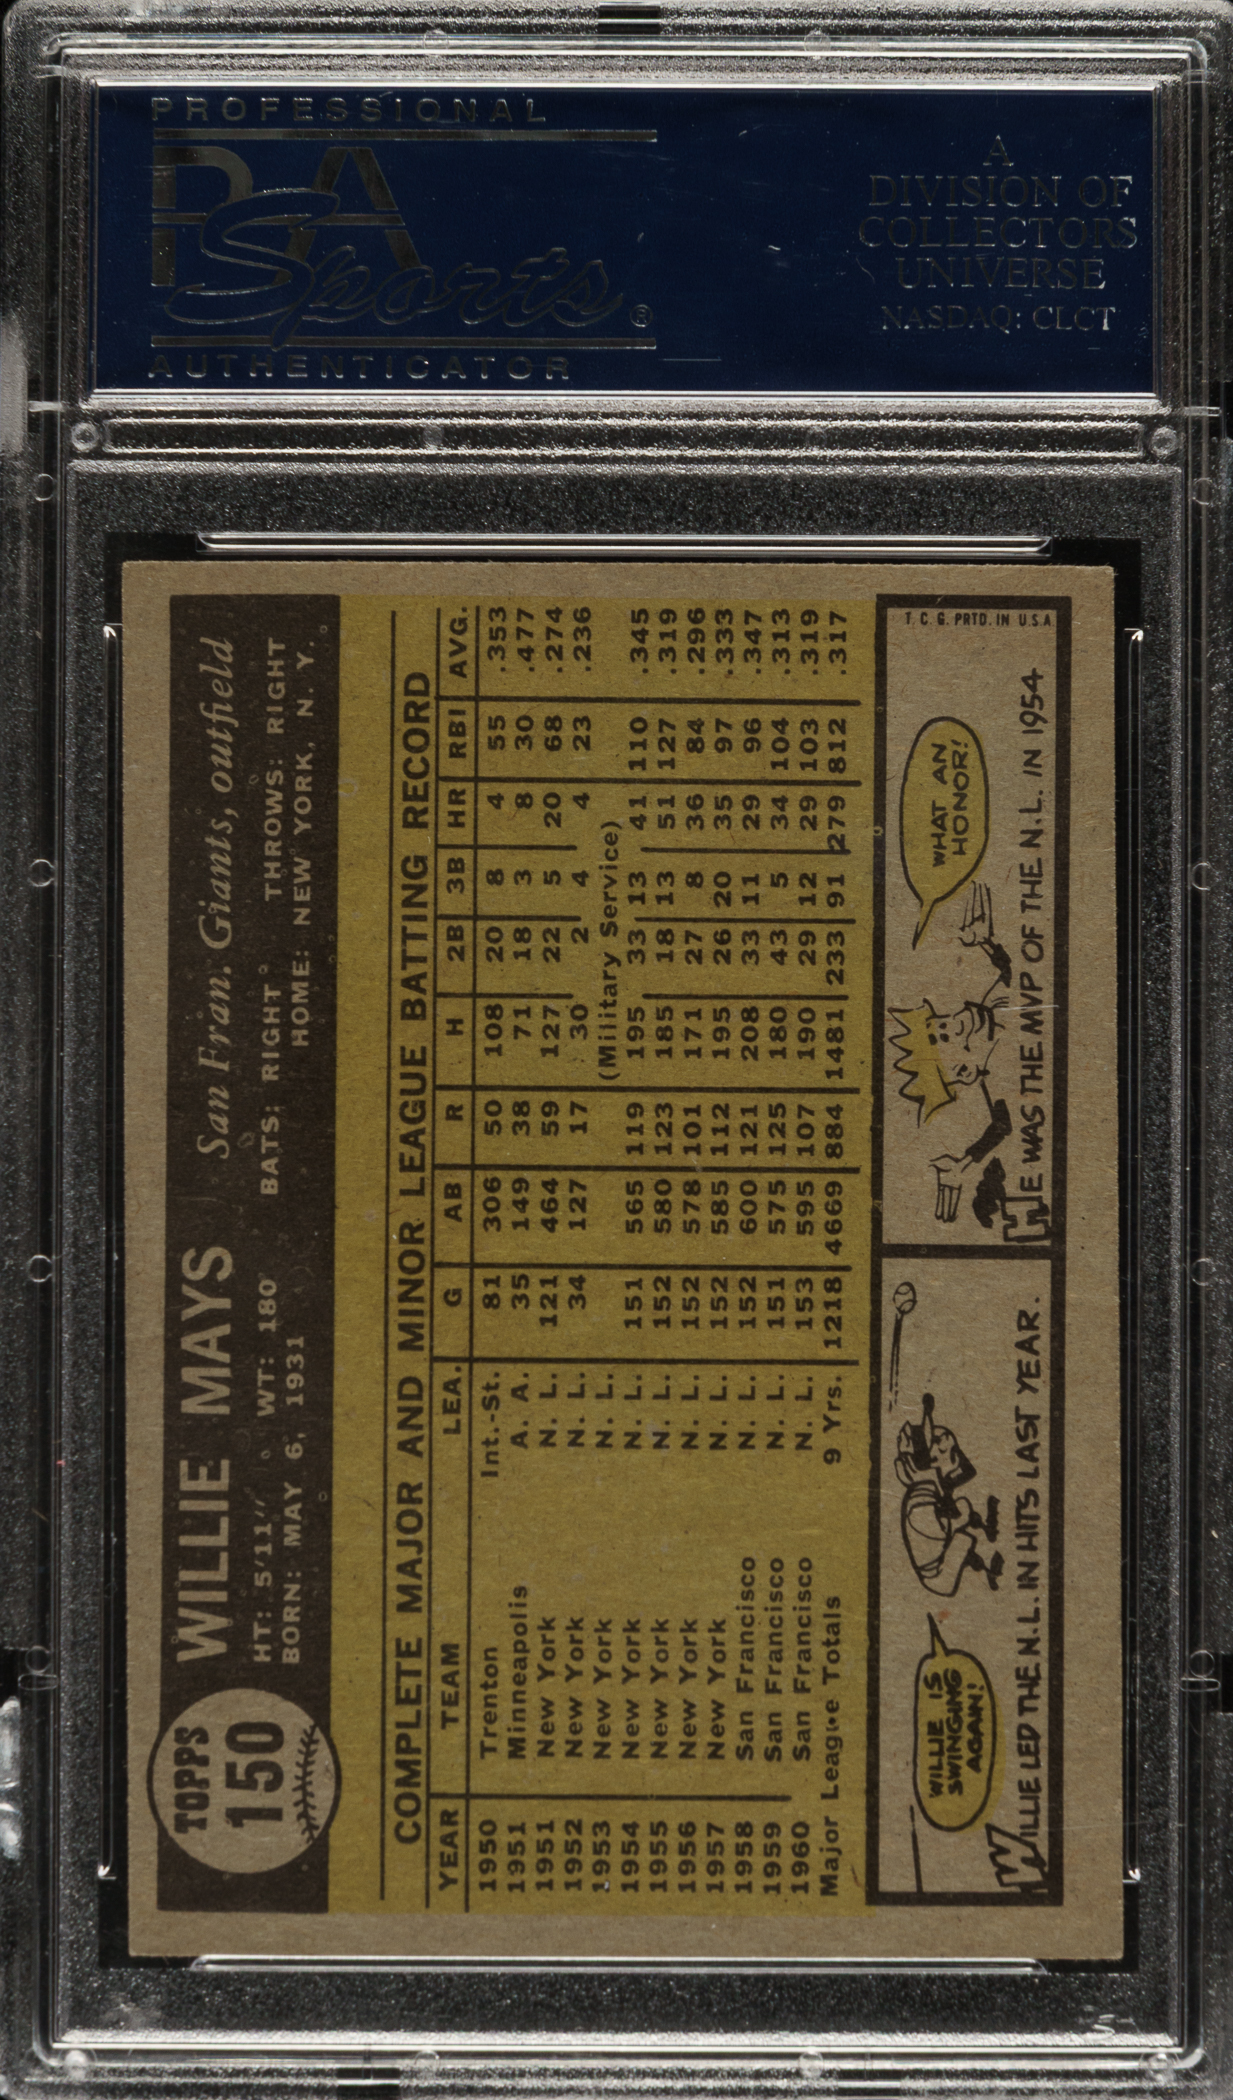 PROFESSIONAL
PSA
Sports®
AUTHENTICATOR
A
DIVISION OF
COLLECTORS
UNIVERSE
NASDAQ: CLCT
TOPPS
150
WILLIE MAYS San Fran. Giants, outfield
HT: 5'11" WT: 180 BATS: RIGHT THROWS: RIGHT
BORN: MAY 6, 1931 HOME: NEW YORK, N. Y.
COMPLETE MAJOR AND MINOR LEAGUE BATTING RECORD
YEAR TEAM LEA. G AB R H 2B 3B HR RBI AVG.
1950 Trenton Int.-St. 81 306 50 108 20 8 4 55 .353
1951 Minneapolis A. A. 35 149 38 71 18 3 8 30 .477
1951 New York N. L. 121 464 59 127 22 5 20 68 .274
1952 New York N. L. 34 127 17 30 2 4 4 23 .236
1953 New York N. L. (Military Service)
1954 New York N. L. 151 565 119 195 33 13 41 110 .345
1955 New York N. L. 152 580 123 185 18 13 51 127 .319
1956 New York N. L. 152 578 101 171 27 8 36 84 .296
1957 New York N. L. 152 585 112 195 26 20 35 97 .333
1958 San Francisco N. L. 152 600 121 208 33 11 29 96 .347
1959 San Francisco N. L. 151 575 125 180 43 5 34 104 .313
1960 San Francisco N. L. 153 595 107 190 29 12 29 103 .319
Major League Totals 9 Yrs. 1218 4669 884 1481 233 91 279 812 .317
WILLIE IS
SWINGING
AGAIN!
WILLIE LED THE N.L. IN HITS LAST YEAR.
WHAT AN
HONOR!
HE WAS THE MVP OF THE N.L. IN 1954
T. C. G. PRTD. IN U.S.A